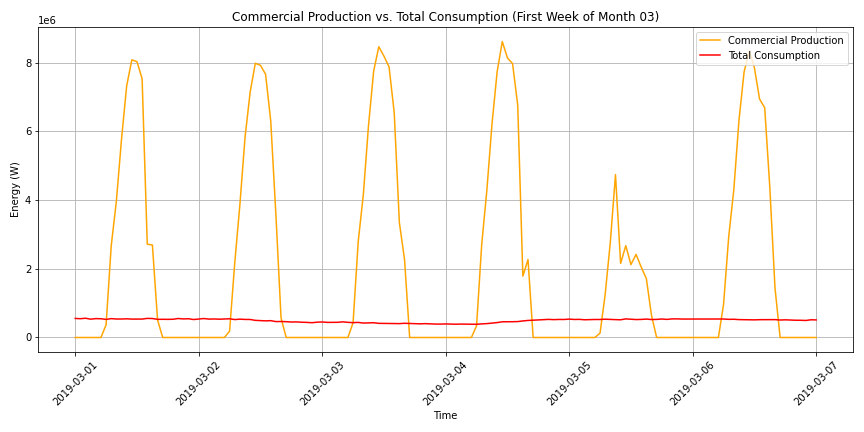 Commercial Production vs. Total Consumption (First Week of Month 03)
1e6
Commercial Production
Total Consumption
Energy (W)
8
6
4
2
0
2019-03-01
2019-03-02
2019-03-03
2019-03-04
2019-03-05
2019-03-06
2019-03-07
Time